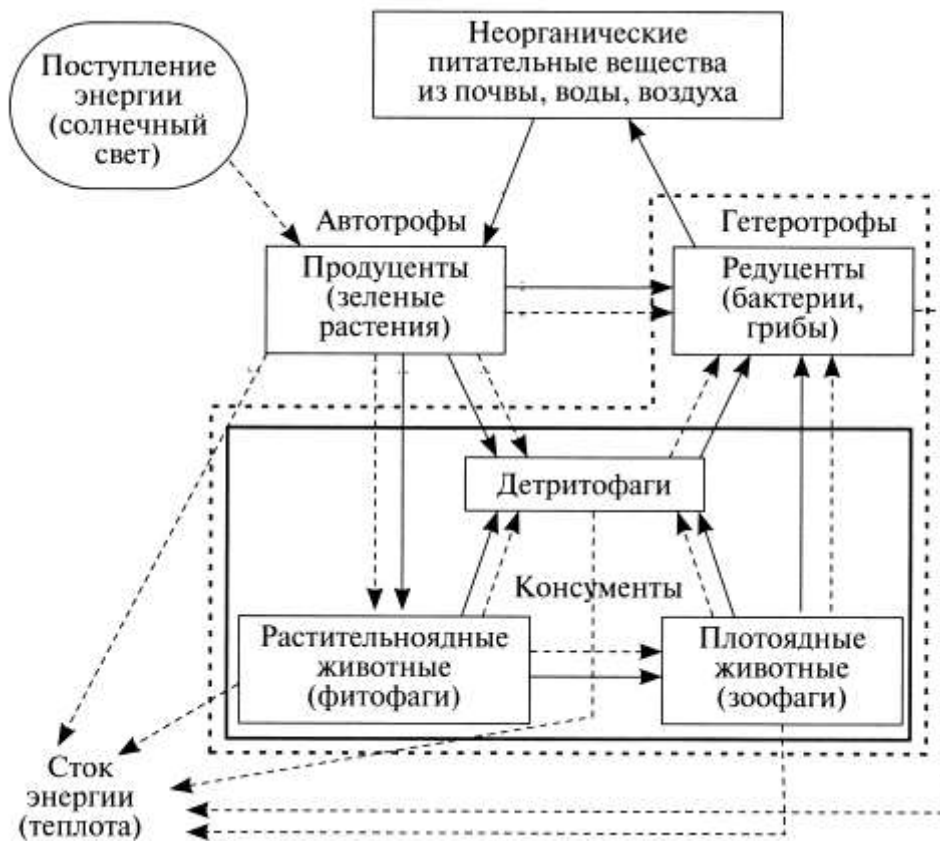 Поступление
энергии
(солнечный
свет)
Неорганические
питательные вещества
из почвы, воды, воздуха
Автотрофы
Гетеротрофы
Продуценты
(зеленые
растения)
Редуценты
(бактерии,
грибы)
Детритофаги
Консументы
Растительноядные
животные
(фитофаги)
Плотоядные
животные
(зоофаги)
Сток
энергии
(теплота)